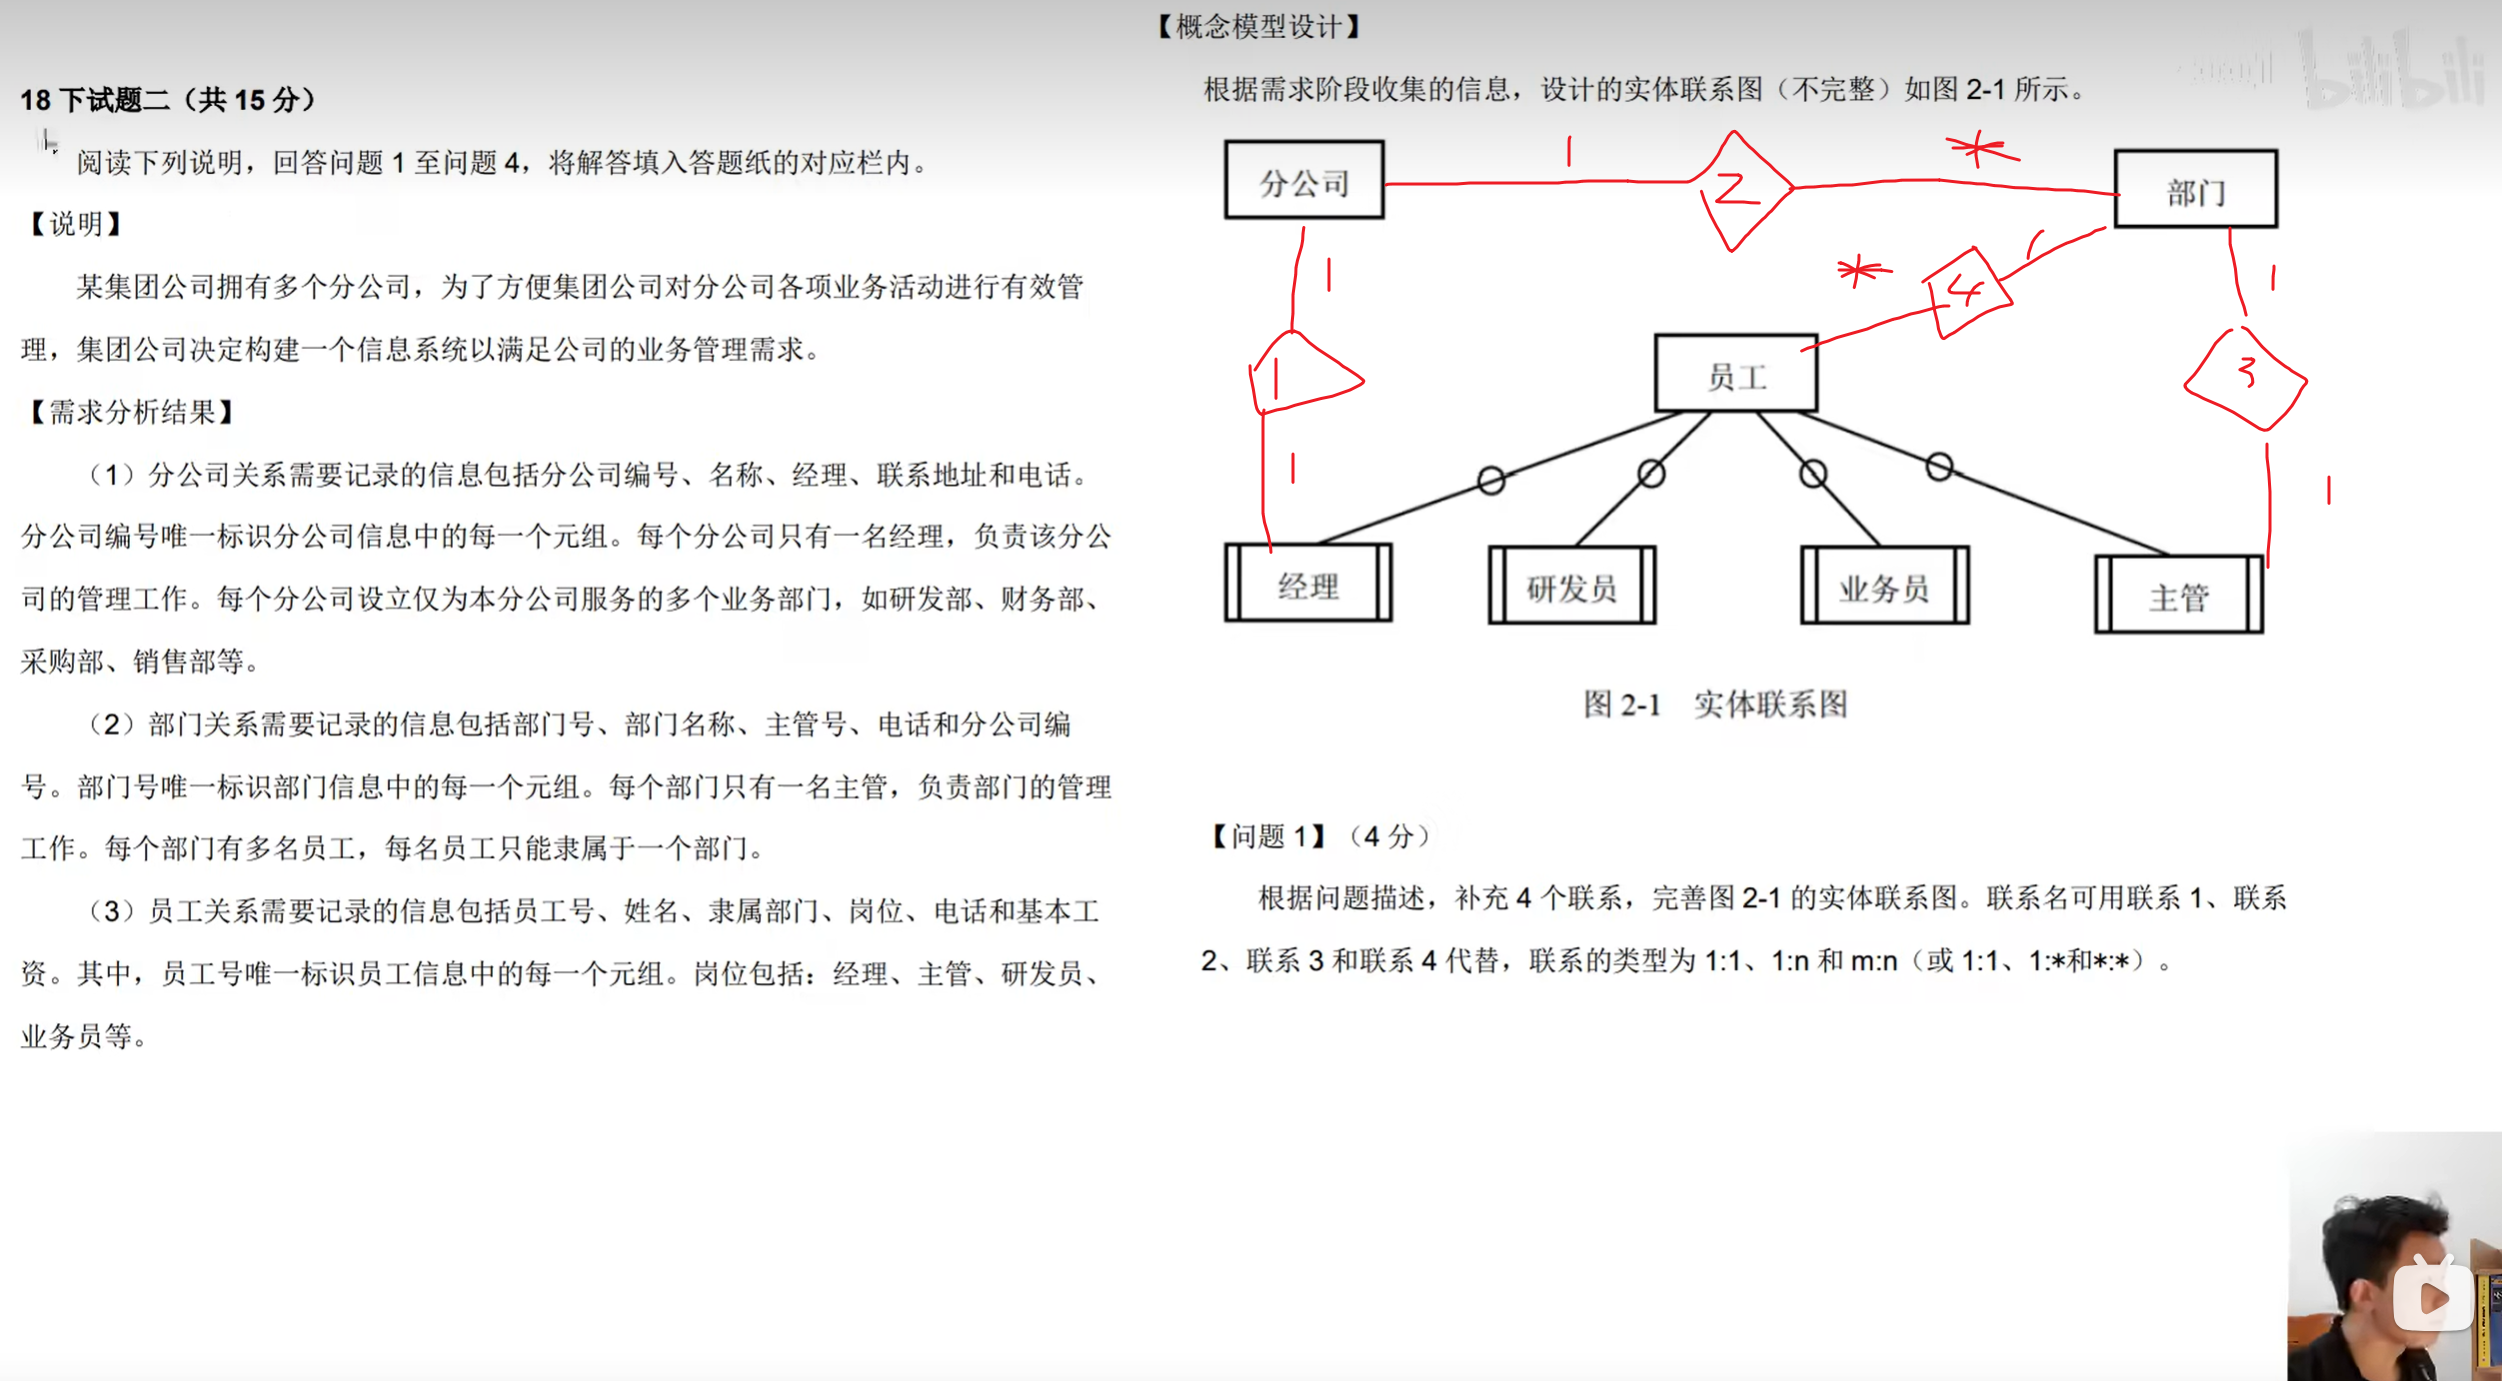 18 下试题二（共 15 分）
阅读下列说明，回答问题 1 至问题 4，将解答填入答题纸的对应栏内。
【说明】
某集团公司拥有多个分公司，为了方便集团公司对分公司各项业务活动进行有效管
理，集团公司决定构建一个信息系统以满足公司的业务管理需求。
【需求分析结果】
（1）分公司关系需要记录的信息包括分公司编号、名称、经理、联系地址和电话。
分公司编号唯一标识分公司信息中的每一个元组。每个分公司只有一名经理，负责该分公
司的管理工作。每个分公司设立仅为本分公司服务的多个业务部门，如研发部、财务部、
采购部、销售部等。
（2）部门关系需要记录的信息包括部门号、部门名称、主管号、电话和分公司编
号。部门号唯一标识部门信息中的每一个元组。每个部门只有一名主管，负责部门的管理
工作。每个部门有多名员工，每名员工只能隶属于一个部门。
（3）员工关系需要记录的信息包括员工号、姓名、隶属部门、岗位、电话和基本工
资。其中，员工号唯一标识员工信息中的每一个元组。岗位包括：经理、主管、研发员、
业务员等。
【概念模型设计】
根据需求阶段收集的信息，设计的实体联系图（不完整）如图 2-1 所示。
bilibili
1 *
分公司 2 部门
1 * 4 1 1
1 员工 3
1 1
经理 研发员 业务员 主管
图 2-1 实体联系图
【问题 1】（4 分）
根据问题描述，补充 4 个联系，完善图 2-1 的实体联系图。联系名可用联系 1、联系
2、联系 3 和联系 4 代替，联系的类型为 1:1、1:n 和 m:n（或 1:1、1:*和*:*）。